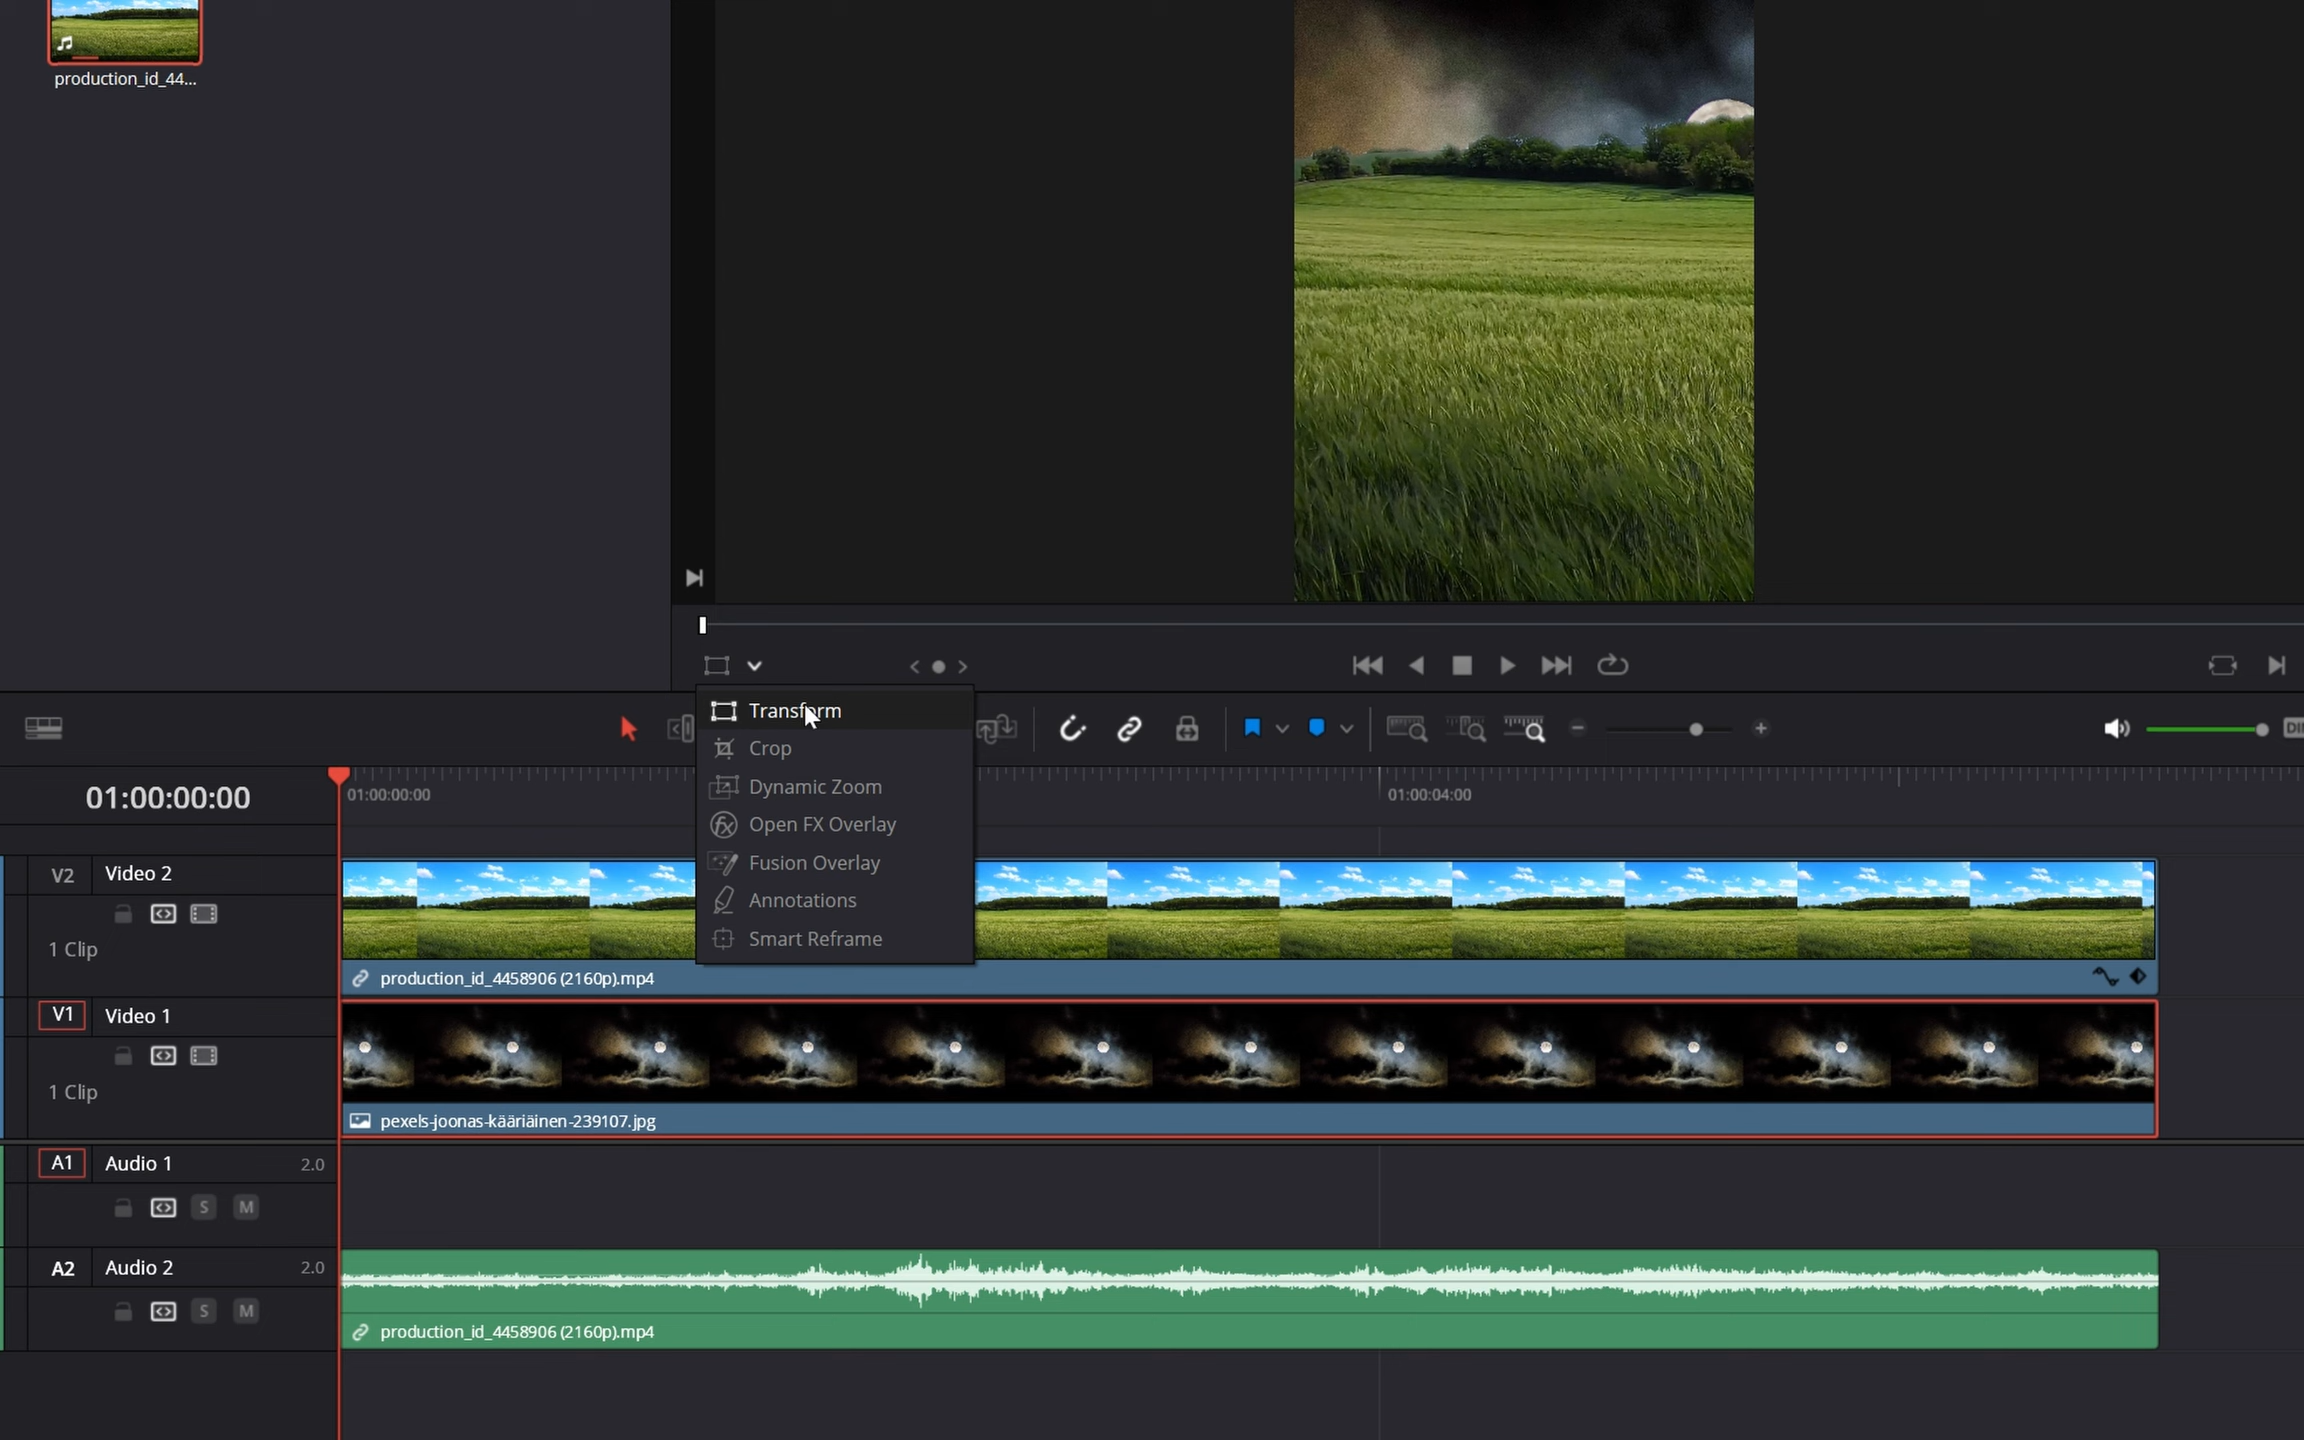 production_id_44...
Transform
Crop
Dynamic Zoom
Open FX Overlay
Fusion Overlay
Annotations
Smart Reframe
01:00:00:00
01:00:00:00
01:00:04:00
V2 Video 2
1 Clip
production_id_4458906 (2160p).mp4
V1 Video 1
1 Clip
pexels-joonas-kääriäinen-239107.jpg
A1 Audio 1 2.0
S M
A2 Audio 2 2.0
S M
production_id_4458906 (2160p).mp4